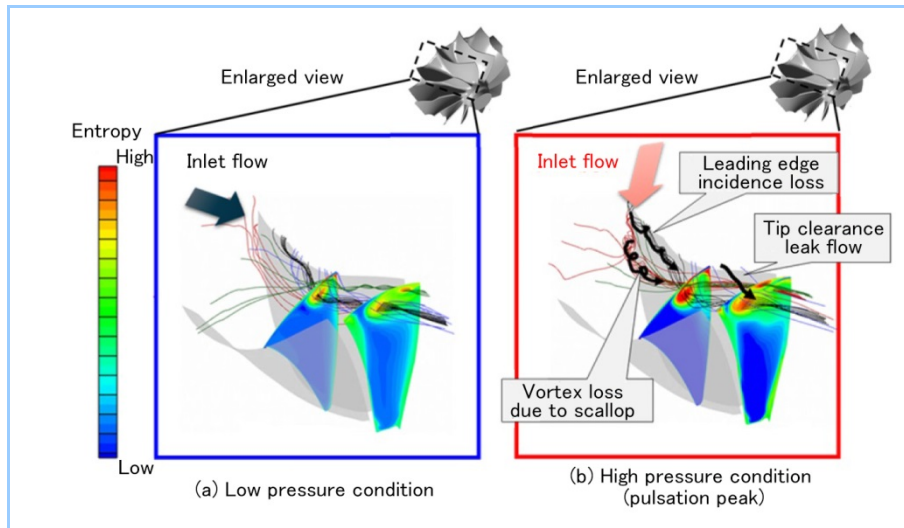 Enlarged view
Enlarged view
Entropy
High
Low
Inlet flow
(a) Low pressure condition
Inlet flow
Leading edge
incidence loss
Tip clearance
leak flow
Vortex loss
due to scallop
(b) High pressure condition
(pulsation peak)